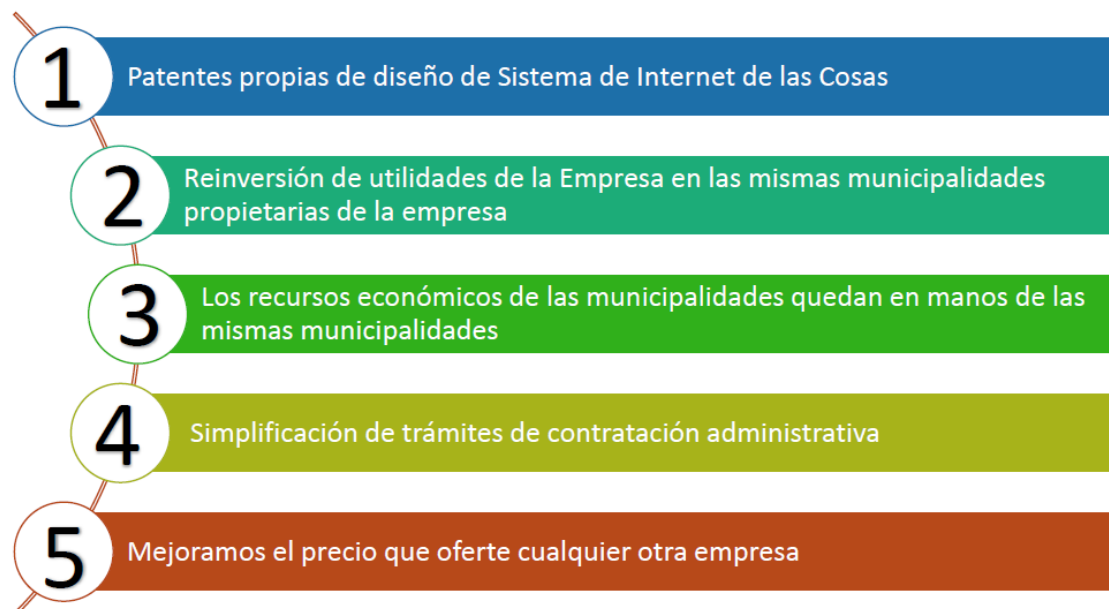 1
Patentes propias de diseño de Sistema de Internet de las Cosas
2
Reinversión de utilidades de la Empresa en las mismas municipalidades
propietarias de la empresa
3
Los recursos económicos de las municipalidades quedan en manos de las
mismas municipalidades
4
Simplificación de trámites de contratación administrativa
5
Mejoramos el precio que oferte cualquier otra empresa